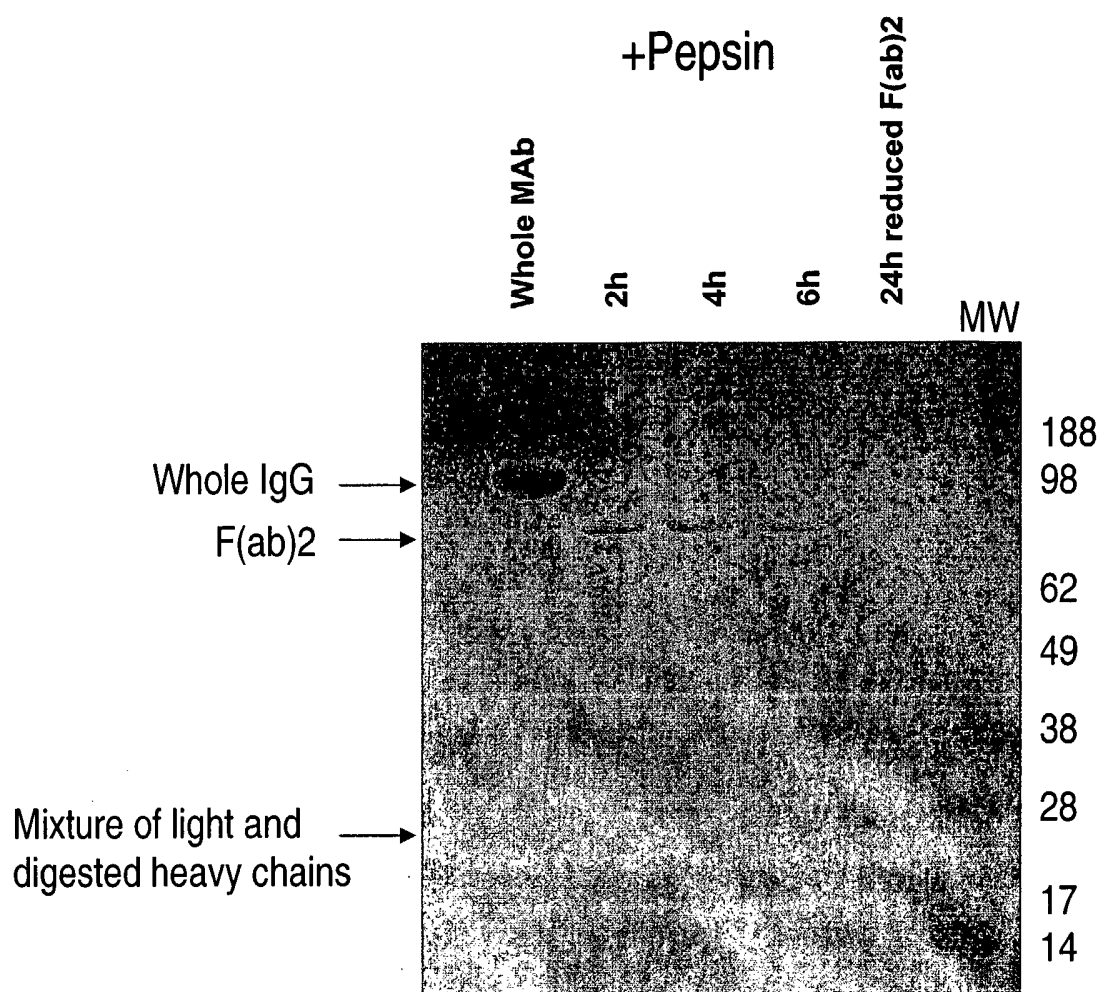 +Pepsin
Whole MAb
2h
4h
6h
24h reduced F(ab)2
MW
188
98
62
49
38
28
17
14
Whole IgG
F(ab)2
Mixture of light and
digested heavy chains